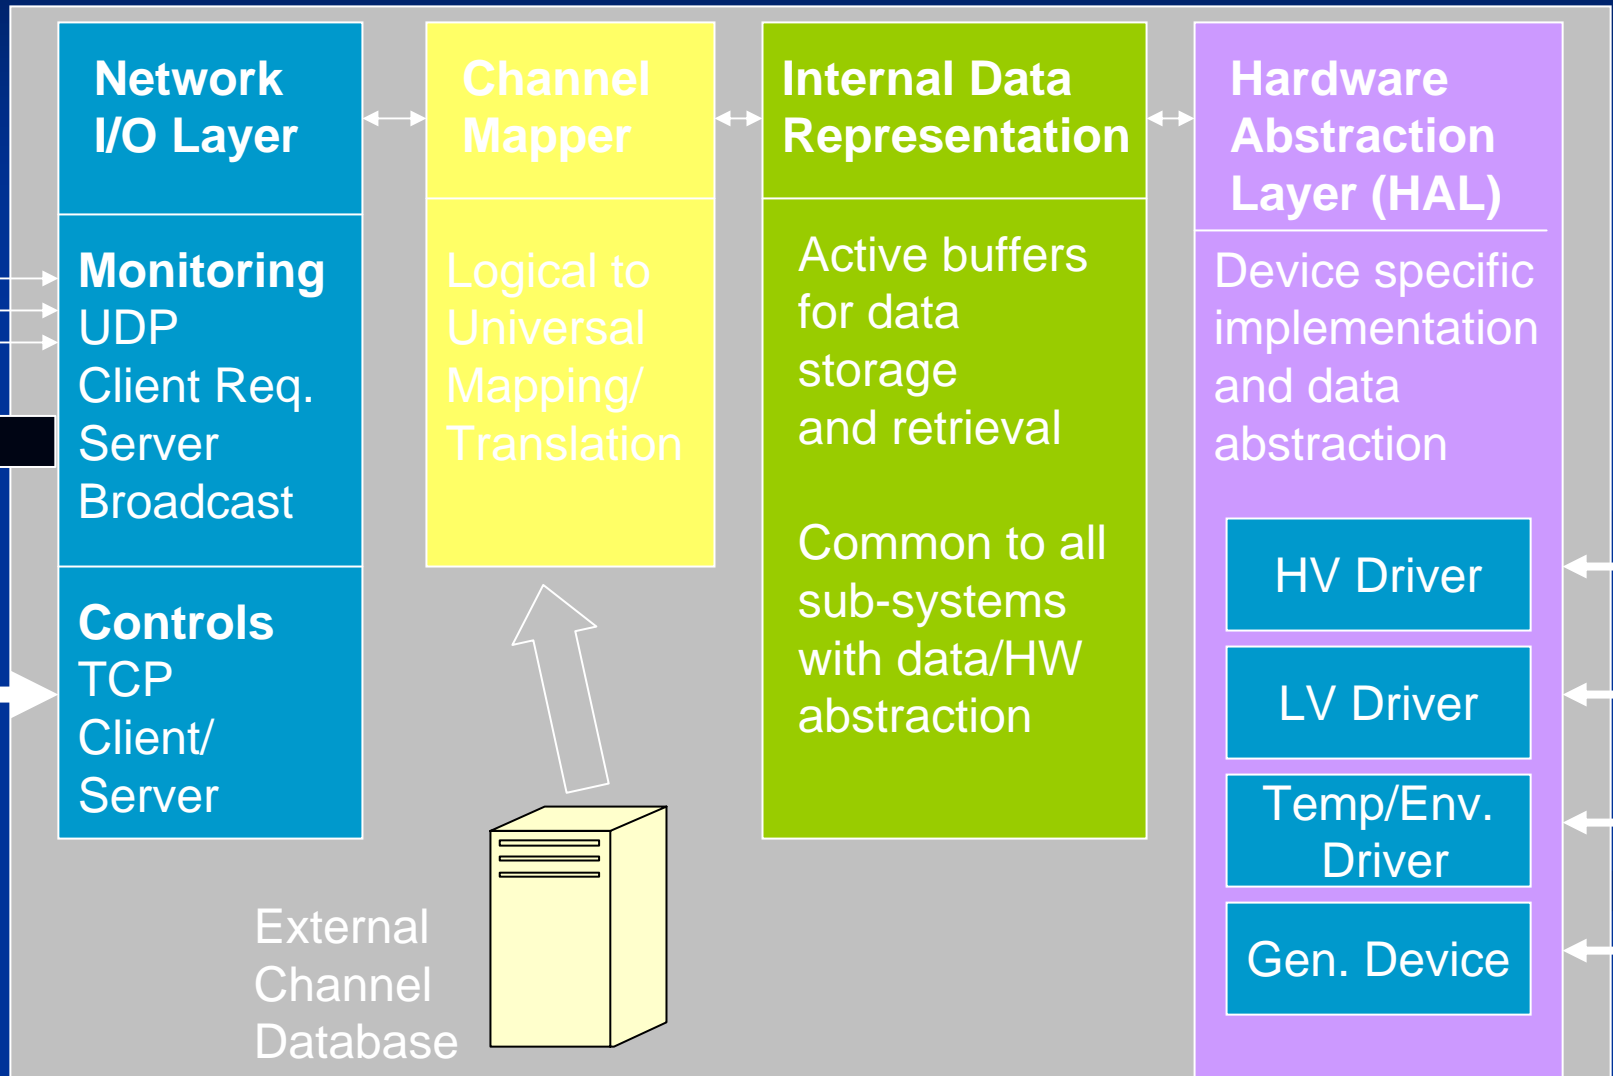 Network
I/O Layer
Monitoring
UDP
Client Req.
Server
Broadcast
Controls
TCP
Client/
Server
Channel
Mapper
Logical to
Universal
Mapping/
Translation
External
Channel
Database
Internal Data
Representation
Active buffers
for data
storage
and retrieval
Common to all
sub-systems
with data/HW
abstraction
Hardware
Abstraction
Layer (HAL)
Device specific
implementation
and data
abstraction
HV Driver
LV Driver
Temp/Env.
Driver
Gen. Device